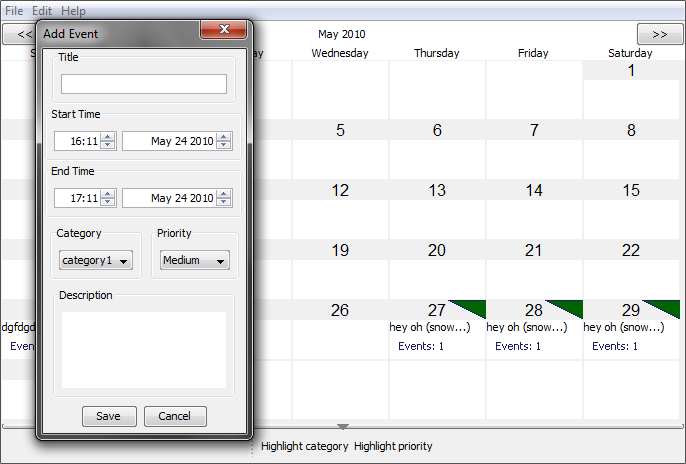 File Edit Help
Add Event
<< May 2010 >>
Wednesday Thursday Friday Saturday
Title
1
Start Time
16:11 May 24 2010
5 6 7 8
End Time
17:11 May 24 2010
12 13 14 15
Category Priority
category1 Medium
19 20 21 22
Description
26 27 28 29
dgfdgd hey oh (snow...) hey oh (snow...) hey oh (snow...)
Even Events: 1 Events: 1 Events: 1
Save Cancel
Highlight category Highlight priority